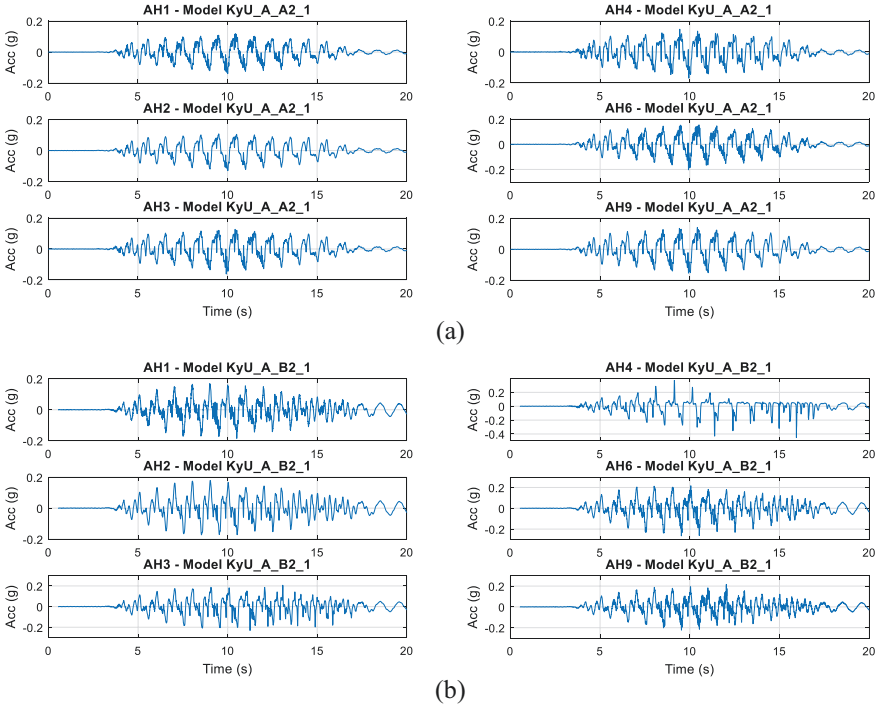 AH1 - Model KyU_A_A2_1
Acc (g)
0.2
0
-0.2
0 5 10 15 20
AH2 - Model KyU_A_A2_1
Acc (g)
0.2
0
-0.2
0 5 10 15 20
AH3 - Model KyU_A_A2_1
Acc (g)
0.2
0
-0.2
0 5 10 15 20
Time (s)
AH4 - Model KyU_A_A2_1
Acc (g)
0.2
0
-0.2
0 5 10 15 20
AH6 - Model KyU_A_A2_1
Acc (g)
0.2
0
-0.2
0 5 10 15 20
AH9 - Model KyU_A_A2_1
Acc (g)
0.2
0
-0.2
0 5 10 15 20
Time (s)
(a)
AH1 - Model KyU_A_B2_1
Acc (g)
0.2
0
-0.2
0 5 10 15 20
AH2 - Model KyU_A_B2_1
Acc (g)
0.2
0
-0.2
0 5 10 15 20
AH3 - Model KyU_A_B2_1
Acc (g)
0.2
0
-0.2
0 5 10 15 20
Time (s)
AH4 - Model KyU_A_B2_1
Acc (g)
0.2
0
-0.2
-0.4
0 5 10 15 20
AH6 - Model KyU_A_B2_1
Acc (g)
0.2
0
-0.2
0 5 10 15 20
AH9 - Model KyU_A_B2_1
Acc (g)
0.2
0
-0.2
0 5 10 15 20
Time (s)
(b)